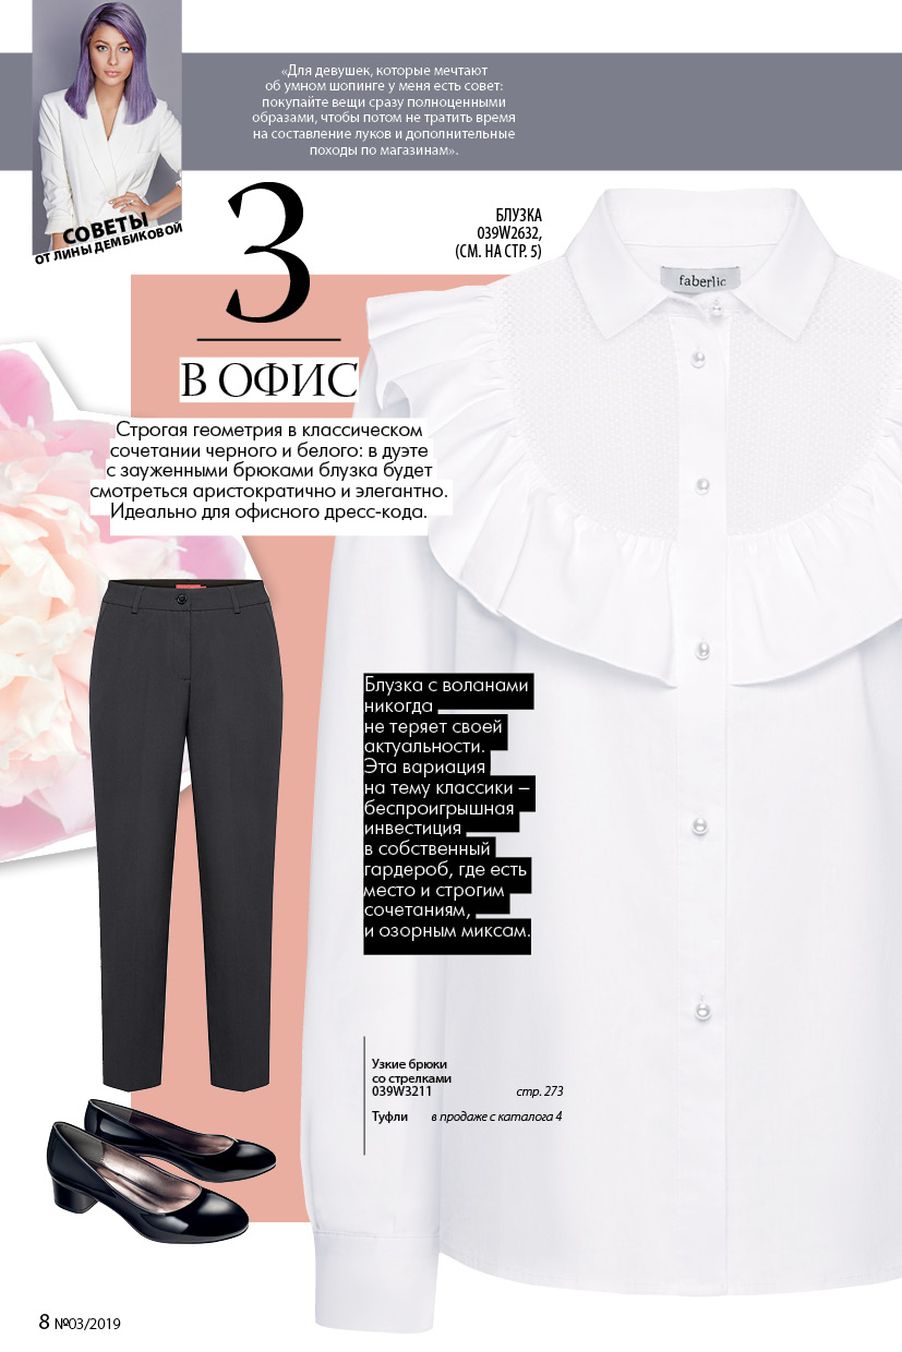 «Для девушек, которые мечтают
об умном шопинге у меня есть совет:
покупайте вещи сразу полноценными
образами, чтобы потом не тратить время
на составление луков и дополнительные
походы по магазинам».
СОВЕТЫ
ОТ ЛИНЫ ДЕМБИКОВОЙ
3
В ОФИС
БЛУЗКА
039W2632,
(СМ. НА СТР. 5)
faberlic
Строгая геометрия в классическом
сочетании черного и белого: в дуэте
с зауженными брюками блузка будет
смотреться аристократично и элегантно.
Идеально для офисного дресс-кода.
Блузка с воланами
никогда
не теряет своей
актуальности.
Эта вариация
на тему классики –
беспроигрышная
инвестиция
в собственный
гардероб, где есть
место и строгим
сочетаниям,
и озорным миксам.
Узкие брюки
со стрелками
039W3211 стр. 273
Туфли в продаже с каталога 4
8 №03/2019